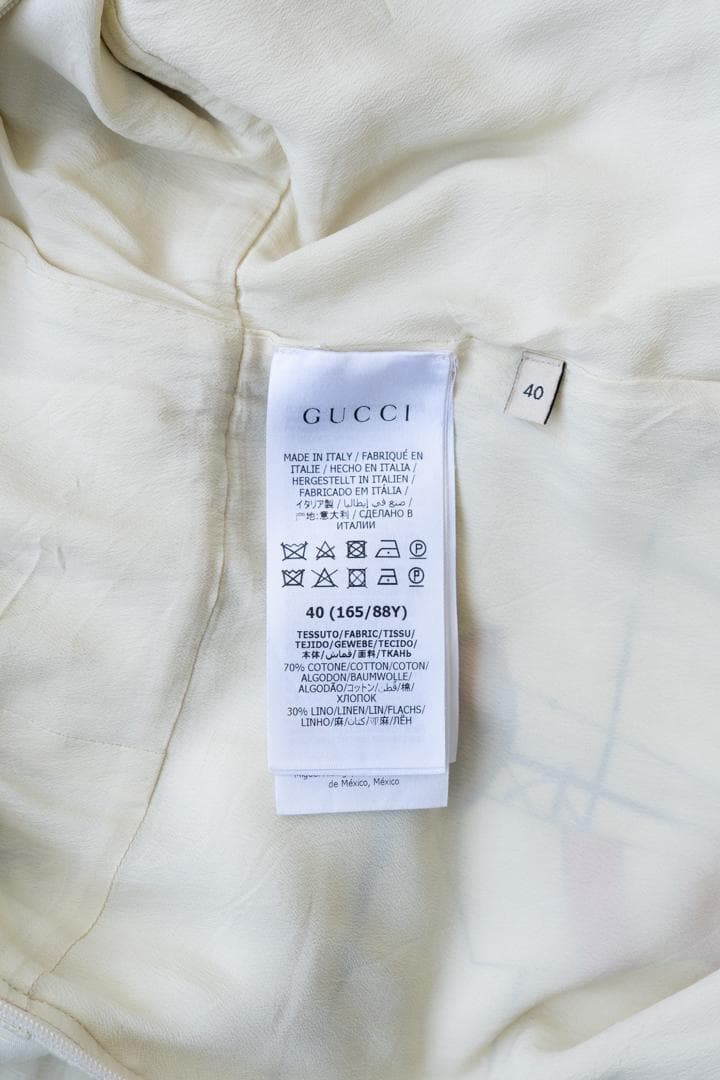 GUCCI
40
MADE IN ITALY / FABRIQUÉ EN
ITALIE / HECHO EN ITALIA /
HERGESTELLT IN ITALIEN /
FABRICADO EM ITÁLIA /
イタリア製 / صنع في إيطاليا /
产地:意大利 / СДЕЛАНО В
ИТАЛИИ
40 (165/88Y)
TESSUTO/FABRIC/TISSU/
TEJIDO/GEWEBE/TECIDO/
本体/قماش/面料/ТКАНЬ
70% COTONE/COTTON/COTON/
ALGODON/BAUMWOLLE/
ALGODÃO/コットン/قطن/棉/
ХЛОПОК
30% LINO/LINEN/LIN/FLACHS/
LINHO/麻/كتان/亚麻/ЛЁН
de México, México